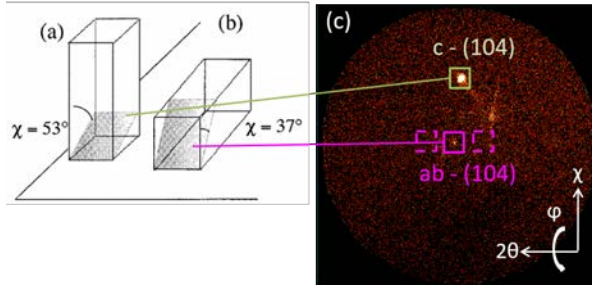 (a)
(b)
χ = 53°
χ = 37°
(c)
c - (104)
ab - (104)
χ
φ
2θ